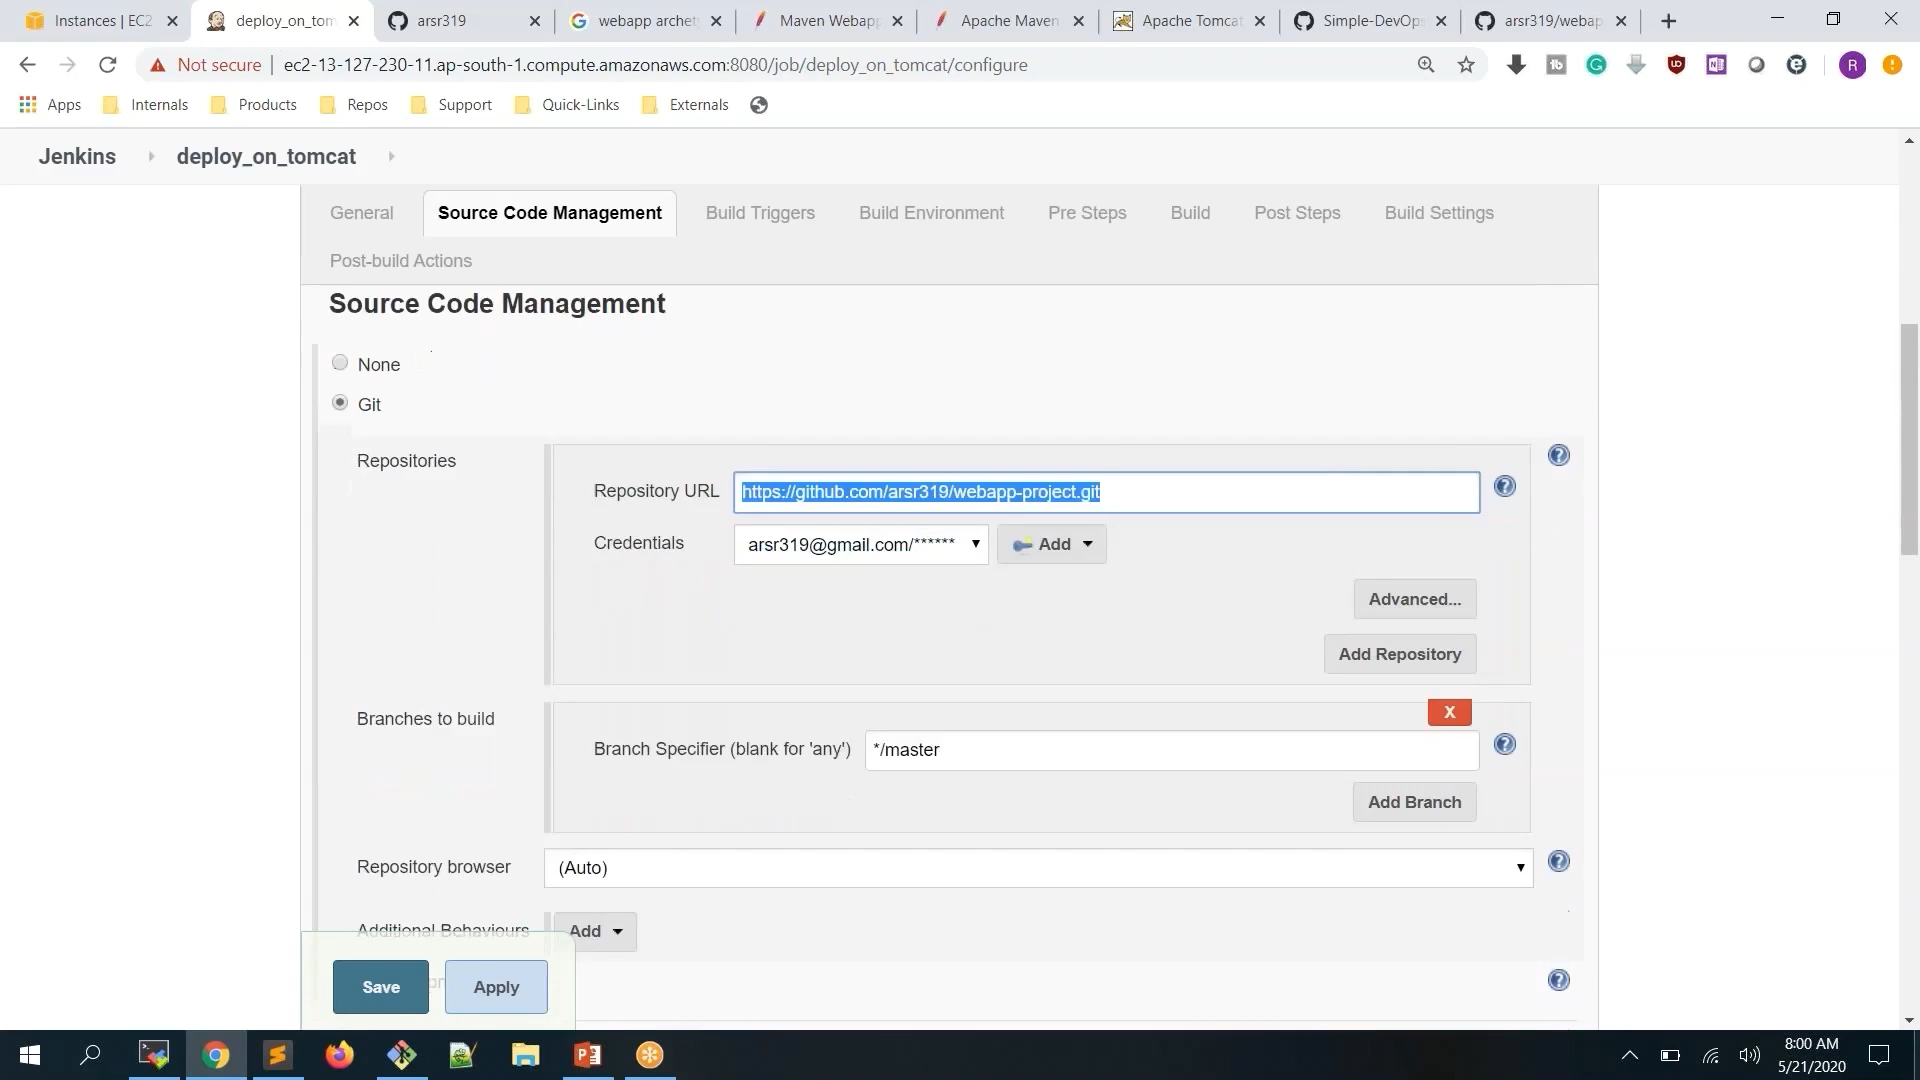 Instances | EC2
deploy_on_tom
arsr319
webapp archet
Maven Webapp
Apache Maven
Apache Tomcat
Simple-DevOps
arsr319/webap
Not secure
ec2-13-127-230-11.ap-south-1.compute.amazonaws.com:8080/job/deploy_on_tomcat/configure
R
Apps
Internals
Products
Repos
Support
Quick-Links
Externals
Jenkins
deploy_on_tomcat
General
Source Code Management
Build Triggers
Build Environment
Pre Steps
Build
Post Steps
Build Settings
Post-build Actions
Source Code Management
None
Git
Repositories
Repository URL
https://github.com/arsr319/webapp-project.git
Credentials
arsr319@gmail.com/******
Add
Advanced...
Add Repository
Branches to build
X
Branch Specifier (blank for 'any')
*/master
Add Branch
Repository browser
(Auto)
Additional Behaviours
Add
Save
Apply
8:00 AM
5/21/2020